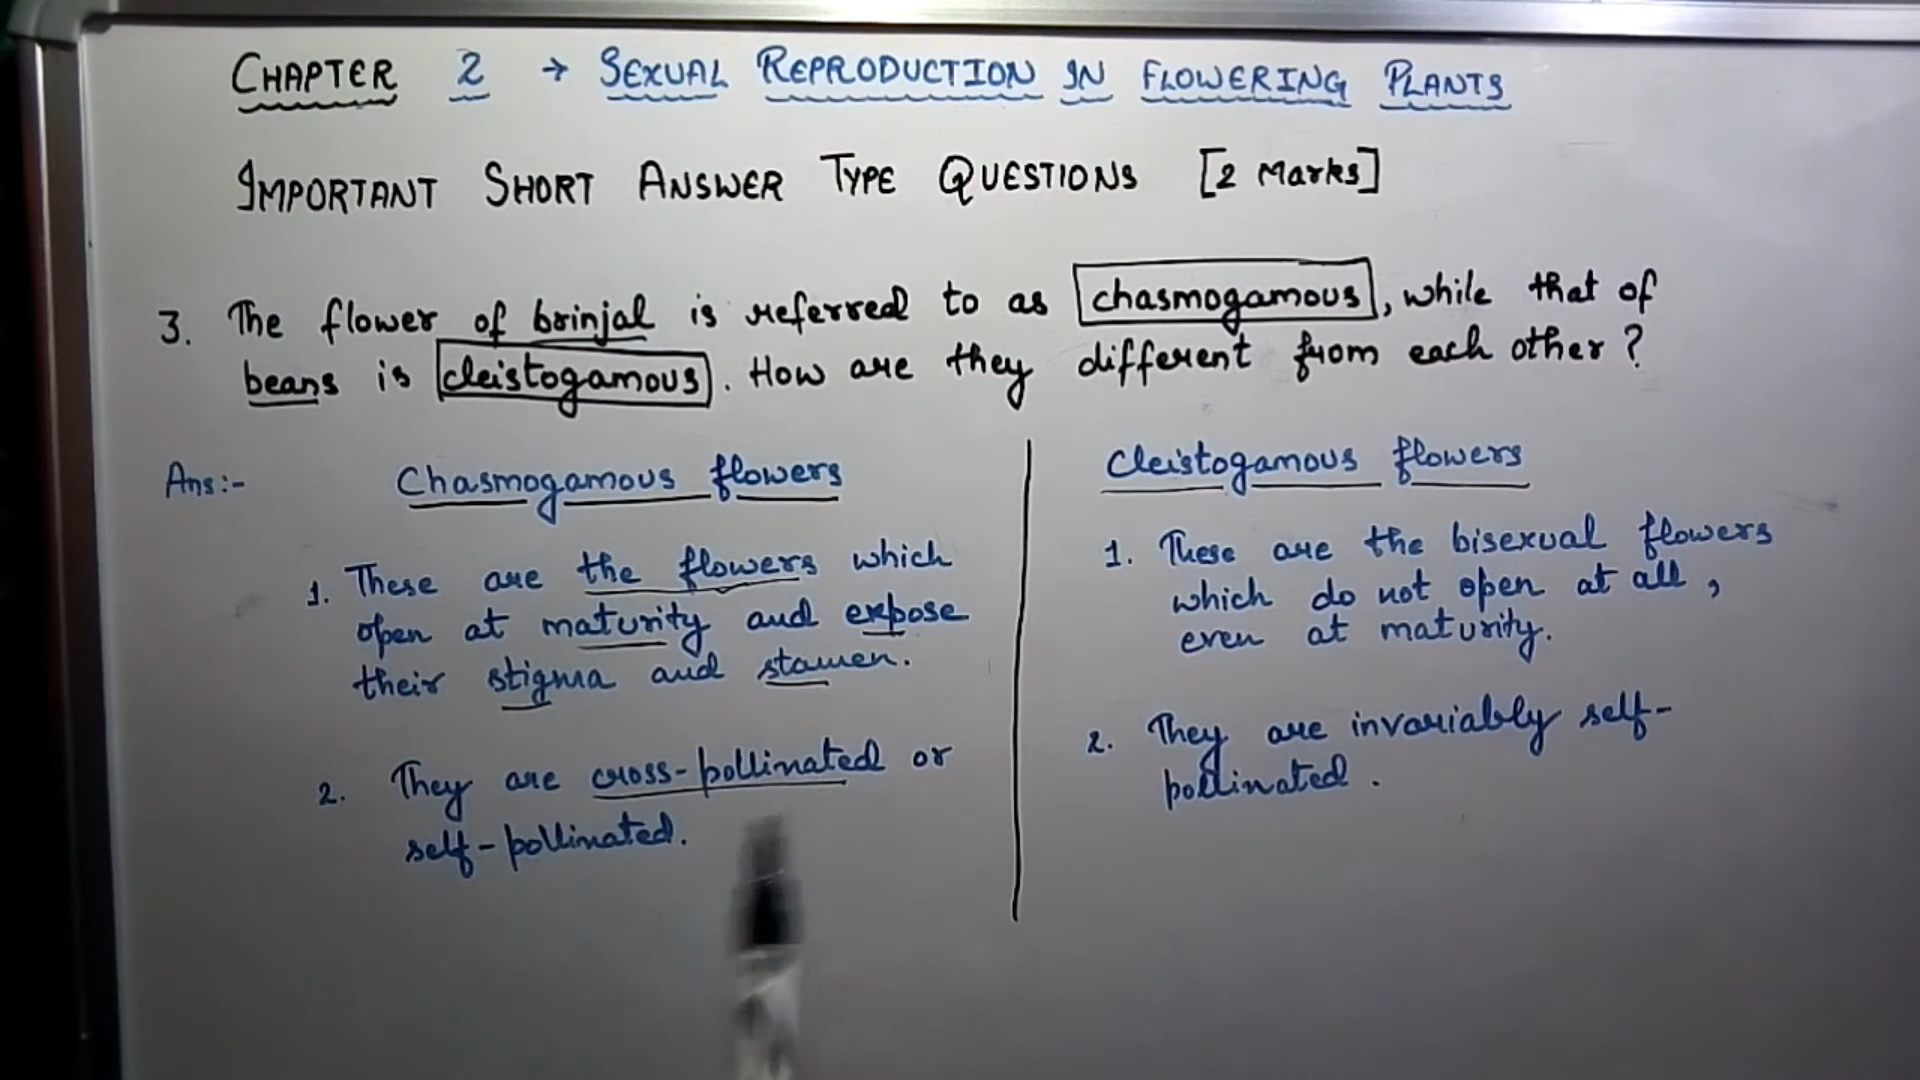 CHAPTER 2 → SEXUAL REPRODUCTION IN FLOWERING PLANTS
IMPORTANT SHORT ANSWER TYPE QUESTIONS [2 Marks]
3. The flower of brinjal is referred to as chasmogamous, while that of
beans is cleistogamous. How are they different from each other?
Ans:-
Chasmogamous flowers
1. These are the flowers which
open at maturity and expose
their stigma and stamen.
2. They are cross-pollinated or
self-pollinated.
Cleistogamous flowers
1. These are the bisexual flowers
which do not open at all,
even at maturity.
2. They are invariably self-
pollinated.